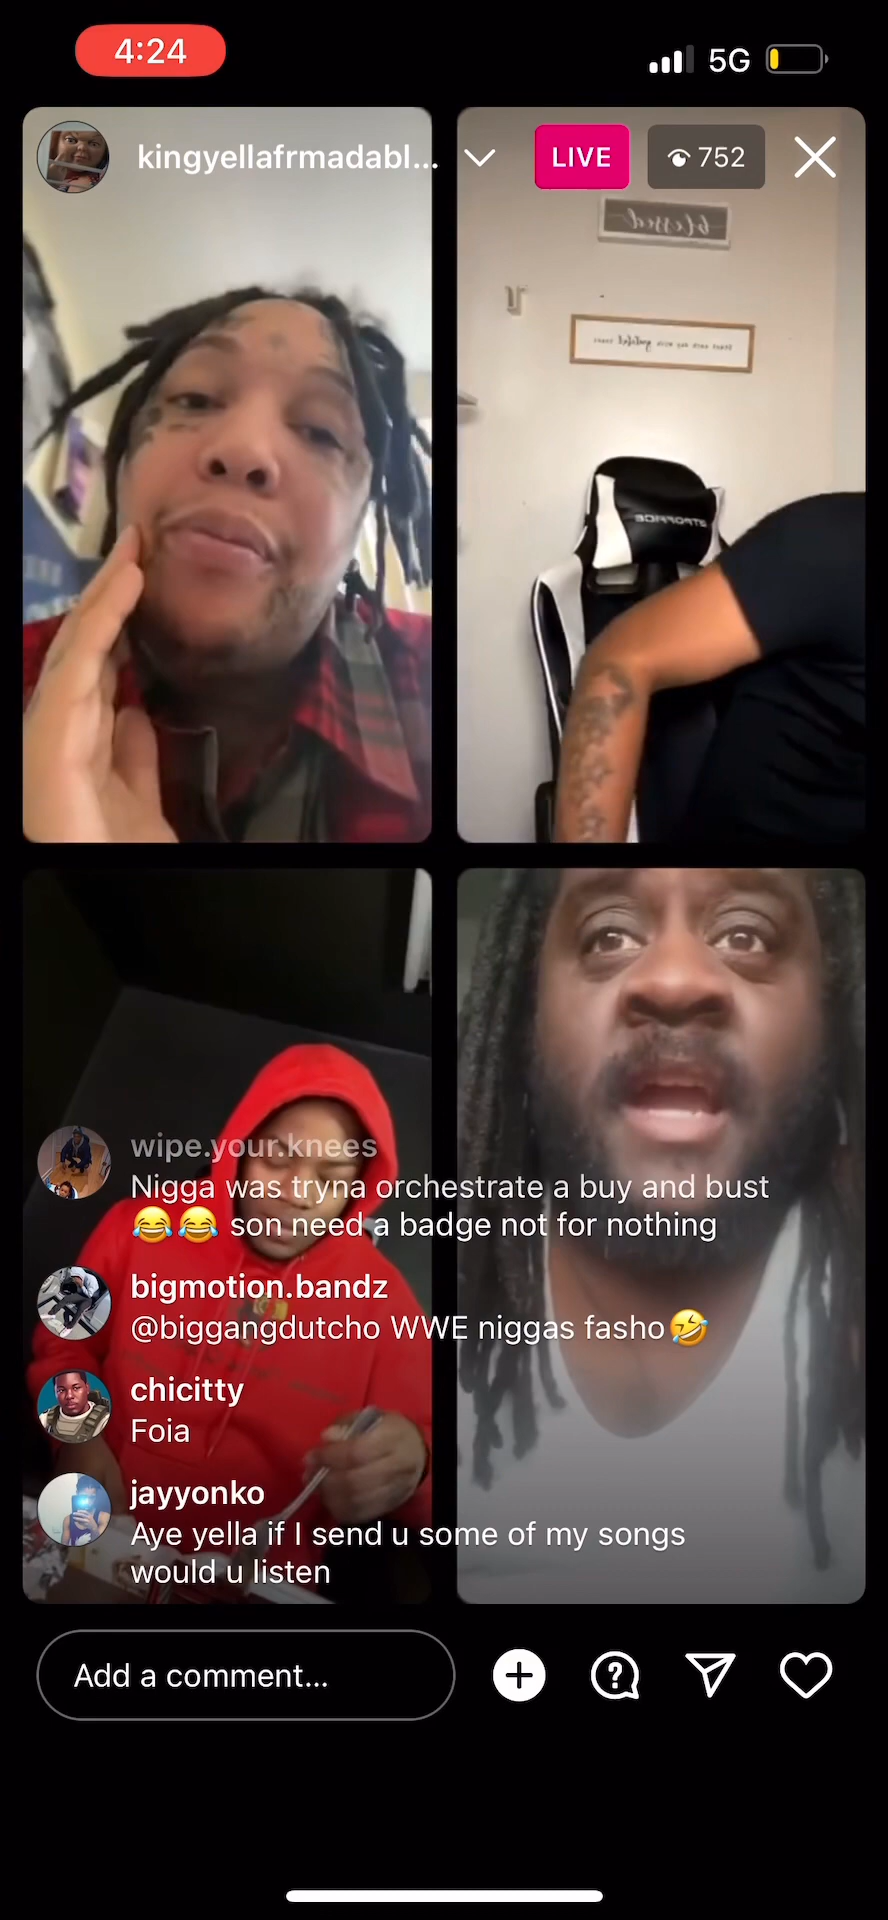 4:24
5G
kingyellafrmadabl...
LIVE
752
blessed
grateful
wipe.your.knees
Nigga was tryna orchestrate a buy and bust
😂😂 son need a badge not for nothing
bigmotion.bandz
@biggangdutcho WWE niggas fasho🤣
chicitty
Foia
jayyonko
Aye yella if I send u some of my songs
would u listen
Add a comment...